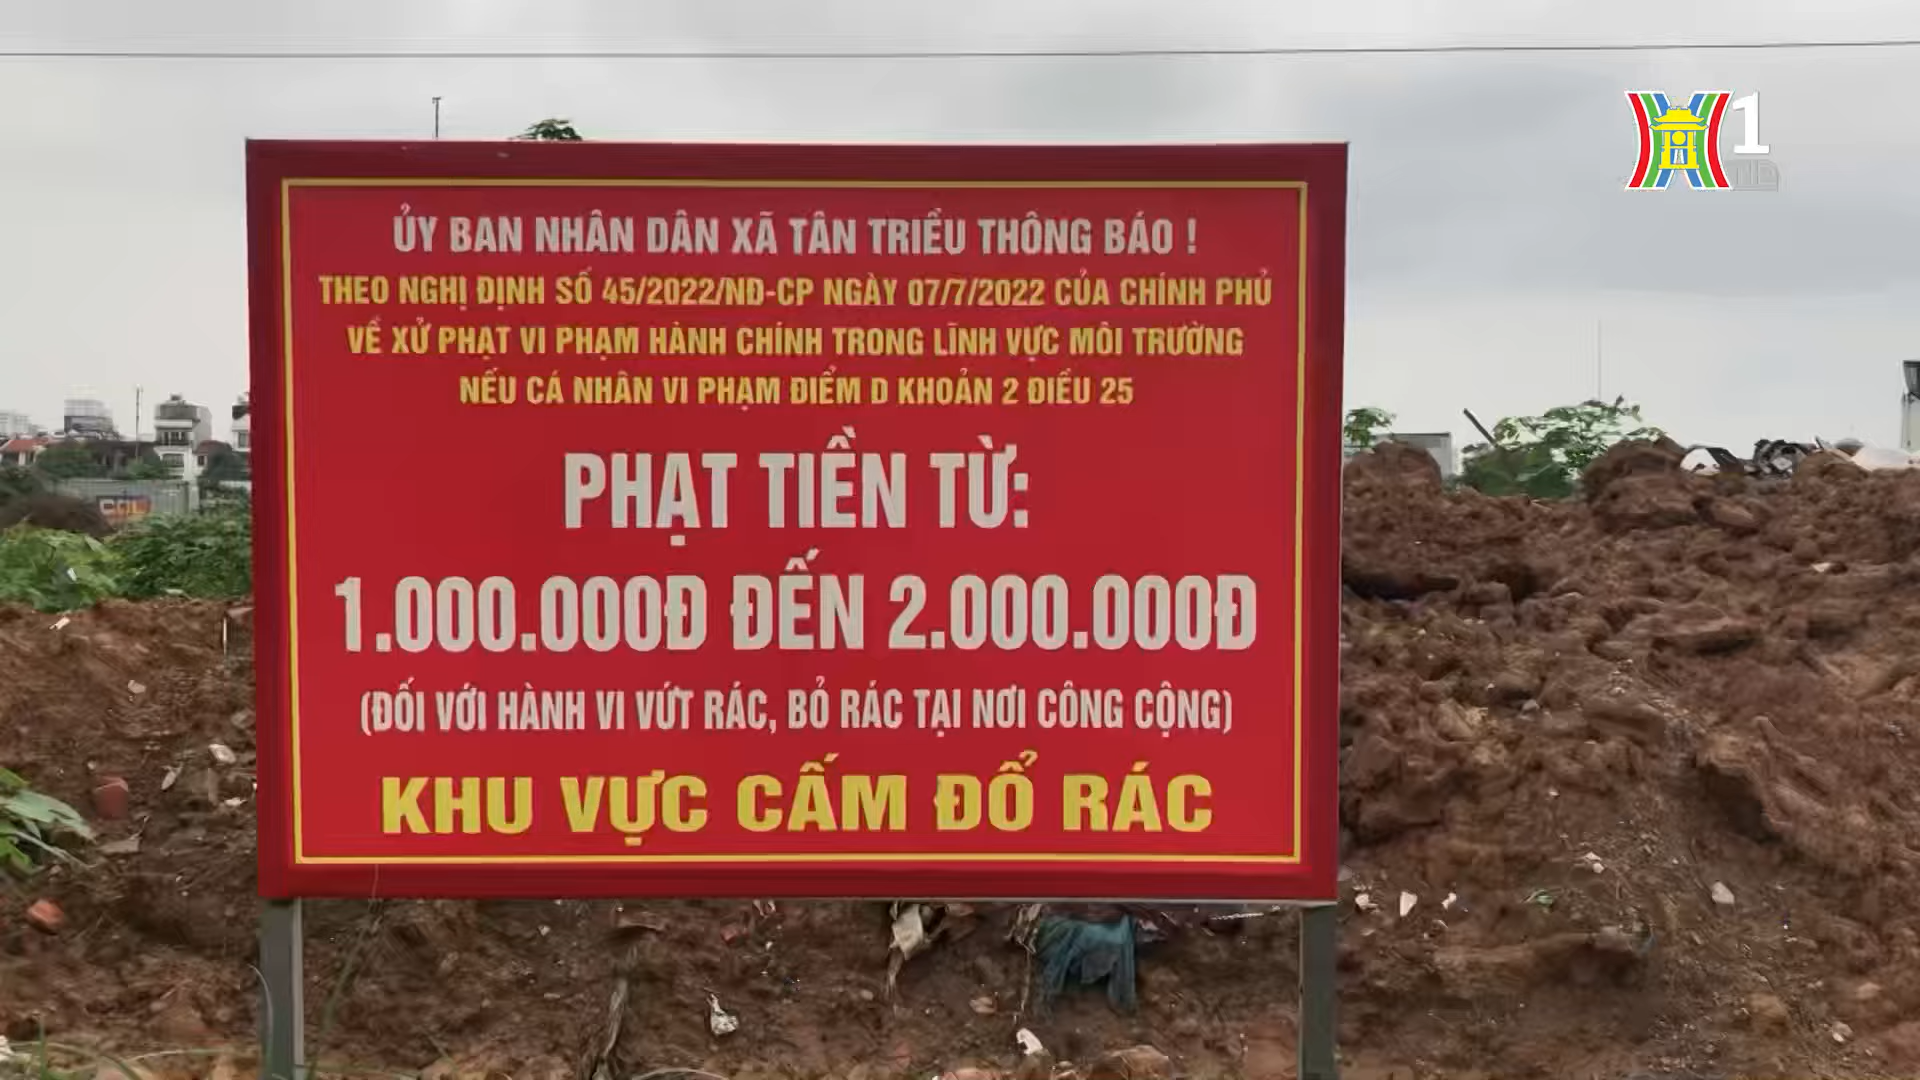 1
HD
ỦY BAN NHÂN DÂN XÃ TÂN TRIỀU THÔNG BÁO !
THEO NGHỊ ĐỊNH SỐ 45/2022/NĐ-CP NGÀY 07/7/2022 CỦA CHÍNH PHỦ
VỀ XỬ PHẠT VI PHẠM HÀNH CHÍNH TRONG LĨNH VỰC MÔI TRƯỜNG
NẾU CÁ NHÂN VI PHẠM ĐIỂM D KHOẢN 2 ĐIỀU 25
PHẠT TIỀN TỪ:
1.000.000Đ ĐẾN 2.000.000Đ
(ĐỐI VỚI HÀNH VI VỨT RÁC, BỎ RÁC TẠI NƠI CÔNG CỘNG)
KHU VỰC CẤM ĐỔ RÁC